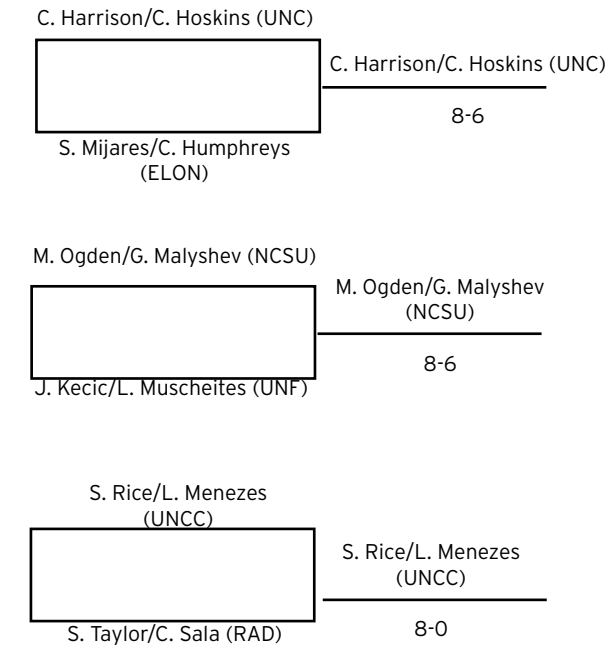 C. Harrison/C. Hoskins (UNC)
C. Harrison/C. Hoskins (UNC)
8-6
S. Mijares/C. Humphreys
(ELON)
M. Ogden/G. Malyshev (NCSU)
M. Ogden/G. Malyshev
(NCSU)
8-6
J. Kecic/L. Muscheites (UNF)
S. Rice/L. Menezes
(UNCC)
S. Rice/L. Menezes
(UNCC)
8-0
S. Taylor/C. Sala (RAD)